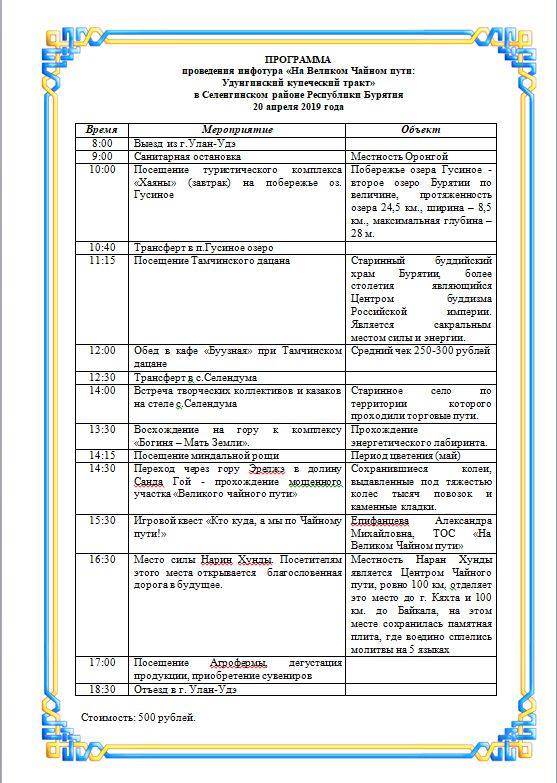 ПРОГРАММА
проведения инфотура «На Великом Чайном пути:
Удунгинский купеческий тракт»
в Селенгинском районе Республики Бурятия
20 апреля 2019 года
Время Мероприятие Объект
8:00 Выезд из г.Улан-Удэ
9:00 Санитарная остановка Местность Оронгой
10:00 Посещение туристического комплекса
«Хаяны» (завтрак) на побережье оз.
Гусиное
Побережье озера Гусиное -
второе озеро Бурятии по
величине, протяженность
озера 24,5 км., ширина – 8,5
км., максимальная глубина –
28 м.
10:40 Трансферт в п.Гусиное озеро
11:15 Посещение Тамчинского дацана
Старинный буддийский
храм Бурятии, более
столетия являющийся
Центром буддизма
Российской империи.
Является сакральным
местом силы и энергии.
12:00 Обед в кафе «Буузная» при Тамчинском
дацане
Средний чек 250-300 рублей
12:30 Трансферт в с.Селендума
14:00 Встреча творческих коллективов и казаков
на стеле с.Селендума
Старинное село по
территории которого
проходили торговые пути.
13:30 Восхождение на гору к комплексу
«Богиня – Мать Земли».
Прохождение
энергетического лабиринта.
14:15 Посещение миндальной рощи Период цветения (май)
14:30 Переход через гору Эрелжэ в долину
Санда Гой - прохождение мощенного
участка «Великого чайного пути»
Сохранившиеся колеи,
выдавленные под тяжестью
колес тысяч повозок и
каменные кладки.
15:30 Игровой квест «Кто куда, а мы по Чайному
пути!»
Епифанцева Александра
Михайловна, ТОС «На
Великом Чайном пути»
16:30 Место силы Нарин Хунды. Посетителям
этого места открывается благословенная
дорога в будущее.
Местность Наран Хунды
является Центром Чайного
пути, ровно 100 км, отделяет
это место до г. Кяхта и 100
км. до Байкала, на этом
месте сохранилась памятная
плита, где воедино сплелись
молитвы на 5 языках
17:00 Посещение Агрофермы, дегустация
продукции, приобретение сувениров
18:30 Отъезд в г. Улан-Удэ
Стоимость: 500 рублей.